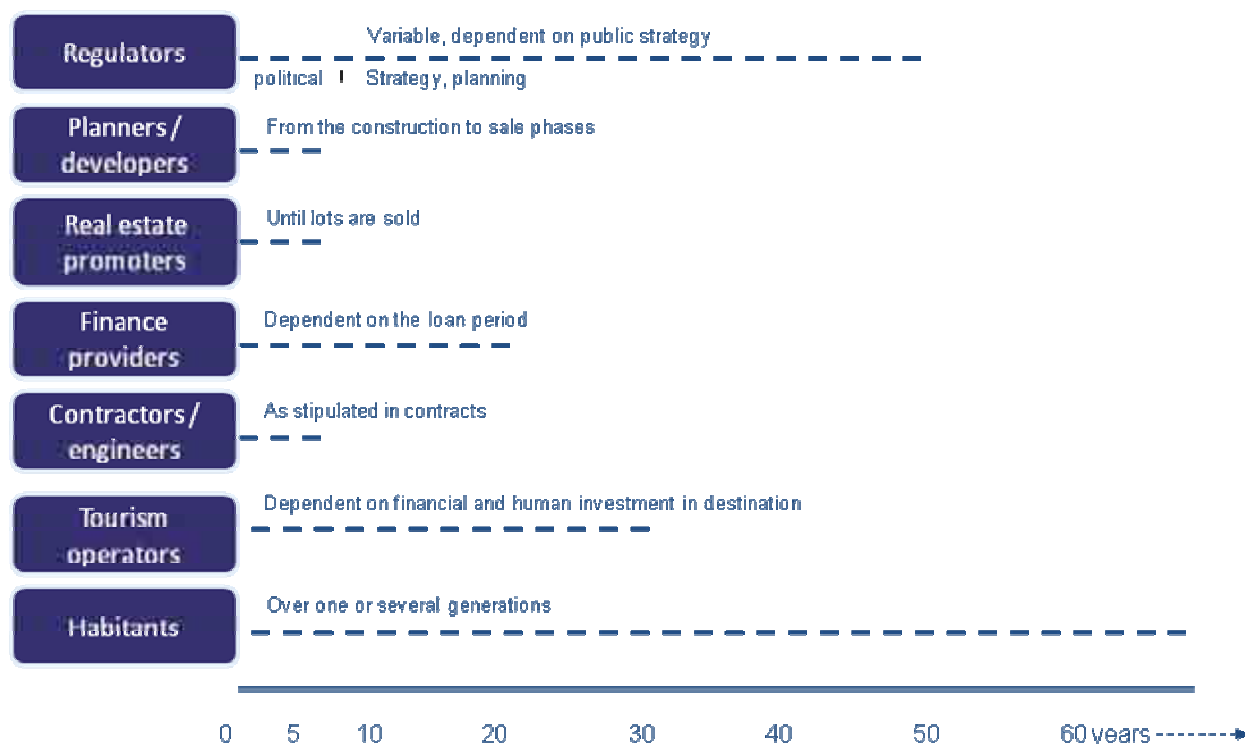 Regulators
Variable, dependent on public strategy
political
Strategy, planning
Planners /
developers
From the construction to sale phases
Real estate
promoters
Until lots are sold
Finance
providers
Dependent on the loan period
Contractors /
engineers
As stipulated in contracts
Tourism
operators
Dependent on financial and human investment in destination
Habitants
Over one or several generations
0 5 10 20 30 40 50 60 years